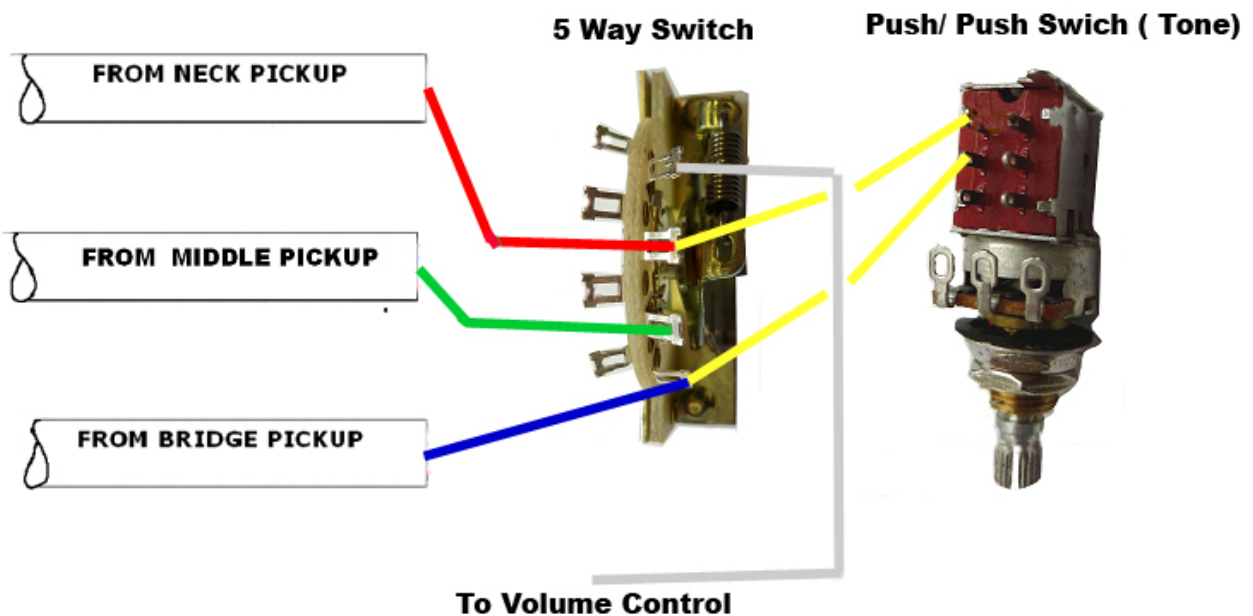 5 Way Switch
Push/ Push Swich ( Tone)
FROM NECK PICKUP
FROM MIDDLE PICKUP
FROM BRIDGE PICKUP
To Volume Control